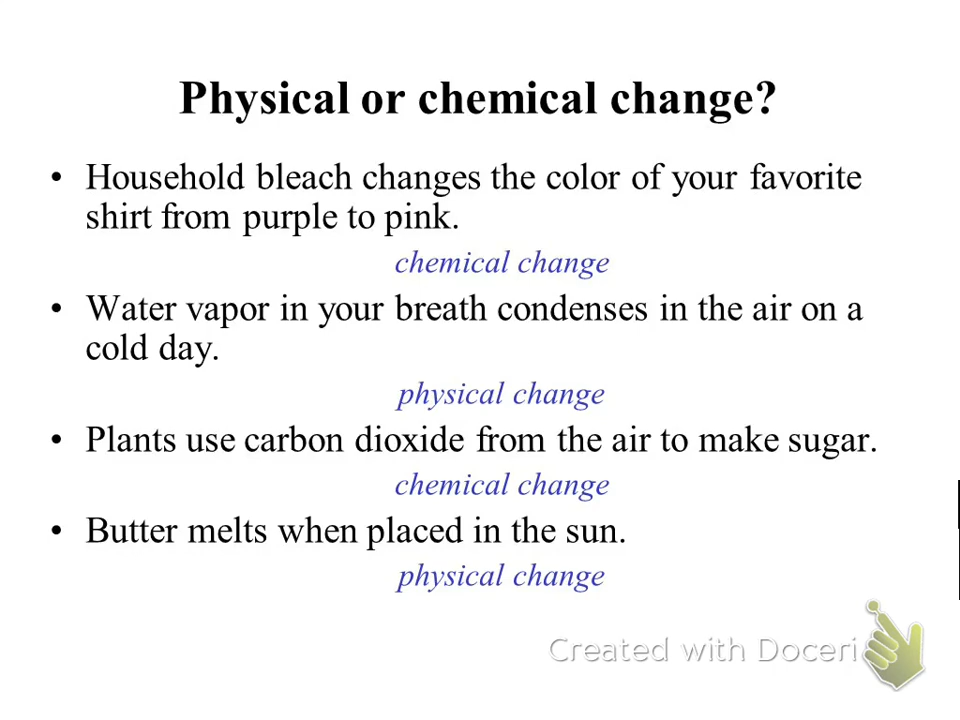 Physical or chemical change?
• Household bleach changes the color of your favorite
shirt from purple to pink.
chemical change
• Water vapor in your breath condenses in the air on a
cold day.
physical change
• Plants use carbon dioxide from the air to make sugar.
chemical change
• Butter melts when placed in the sun.
physical change
Created with Doceri